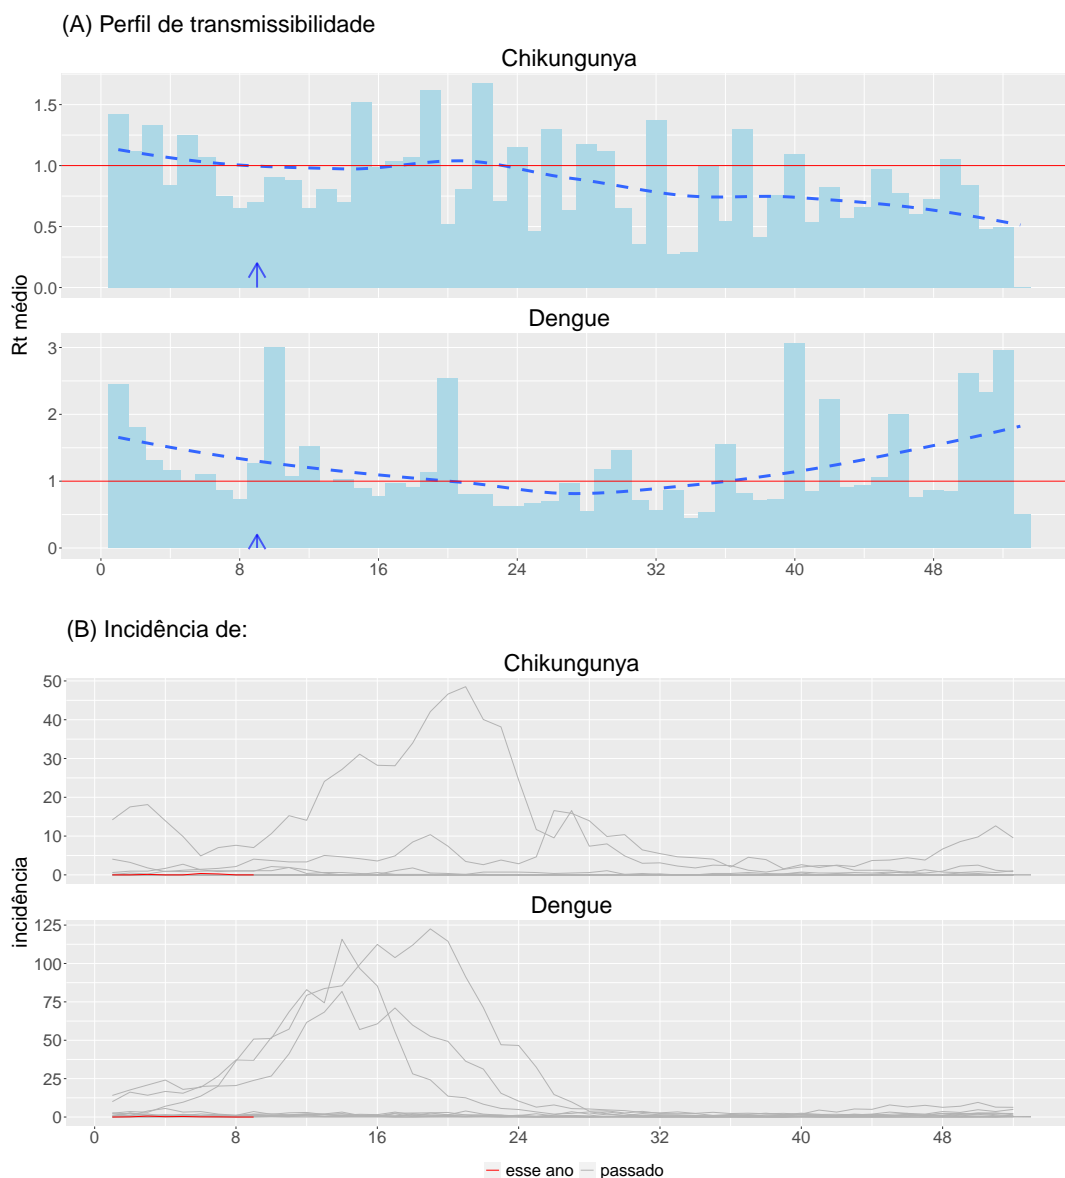 (A) Perfil de transmissibilidade
Chikungunya
1.5
1.0
0.5
0.0
Rt médio
Dengue
3
2
1
0
0 8 16 24 32 40 48
(B) Incidência de:
Chikungunya
50
40
30
20
10
0
incidência
Dengue
125
100
75
50
25
0
0 8 16 24 32 40 48
esse ano passado